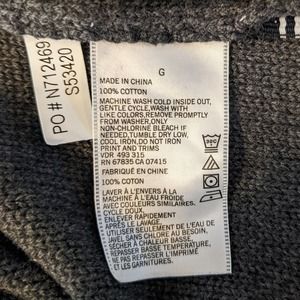 PO # N712469
S53420
G
MADE IN CHINA
100% COTTON
MACHINE WASH COLD INSIDE OUT,
GENTLE CYCLE, WASH WITH
LIKE COLORS, REMOVE PROMPTLY
FROM WASHER, ONLY
NON-CHLORINE BLEACH IF
NEEDED, TUMBLE DRY LOW,
COOL IRON, DO NOT IRON
PRINT AND TRIMS
VDR 493 315
RN 67835 CA 07415
FABRIQUÉ EN CHINE
100% COTON
LAVER À L'ENVERS À LA
MACHINE À L'EAU FROIDE
AVEC COULEURS SIMILAIRES.
CYCLE DOUX.
ENLEVER RAPIDEMENT
APRÈS LE LAVAGE.
UTILISER SEULEMENT DE L'EAU DE
JAVEL SANS CHLORE AU BESOIN.
SÉCHER À CHALEUR BASSE.
REPASSER BASSE TEMPÉRATURE.
NE PAS REPASSER L'IMPRIMÉ
ET LES GARNITURES.